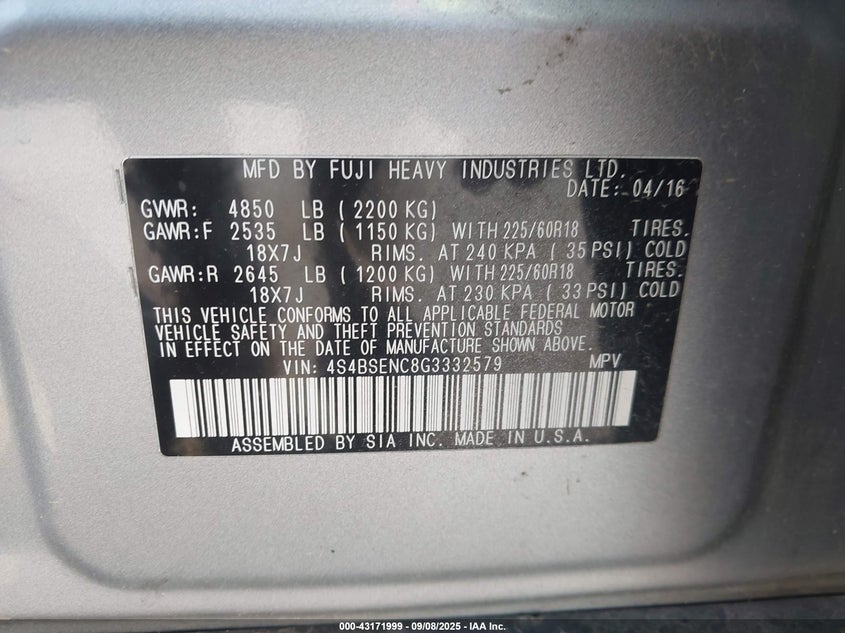 MFD BY FUJI HEAVY INDUSTRIES LTD.
DATE: 04/16
GVWR: 4850 LB ( 2200 KG)
GAWR:F 2535 LB ( 1150 KG) WITH 225/60R18 TIRES.
18X7J RIMS. AT 240 KPA ( 35 PSI) COLD
GAWR:R 2645 LB ( 1200 KG) WITH 225/60R18 TIRES.
18X7J RIMS. AT 230 KPA ( 33 PSI) COLD
THIS VEHICLE CONFORMS TO ALL APPLICABLE FEDERAL MOTOR
VEHICLE SAFETY AND THEFT PREVENTION STANDARDS
IN EFFECT ON THE DATE OF MANUFACTURE SHOWN ABOVE.
VIN: 4S4BSENC8G3332579 MPV
ASSEMBLED BY SIA INC. MADE IN U.S.A.
000-43171999 - 09/08/2025 - IAA Inc.